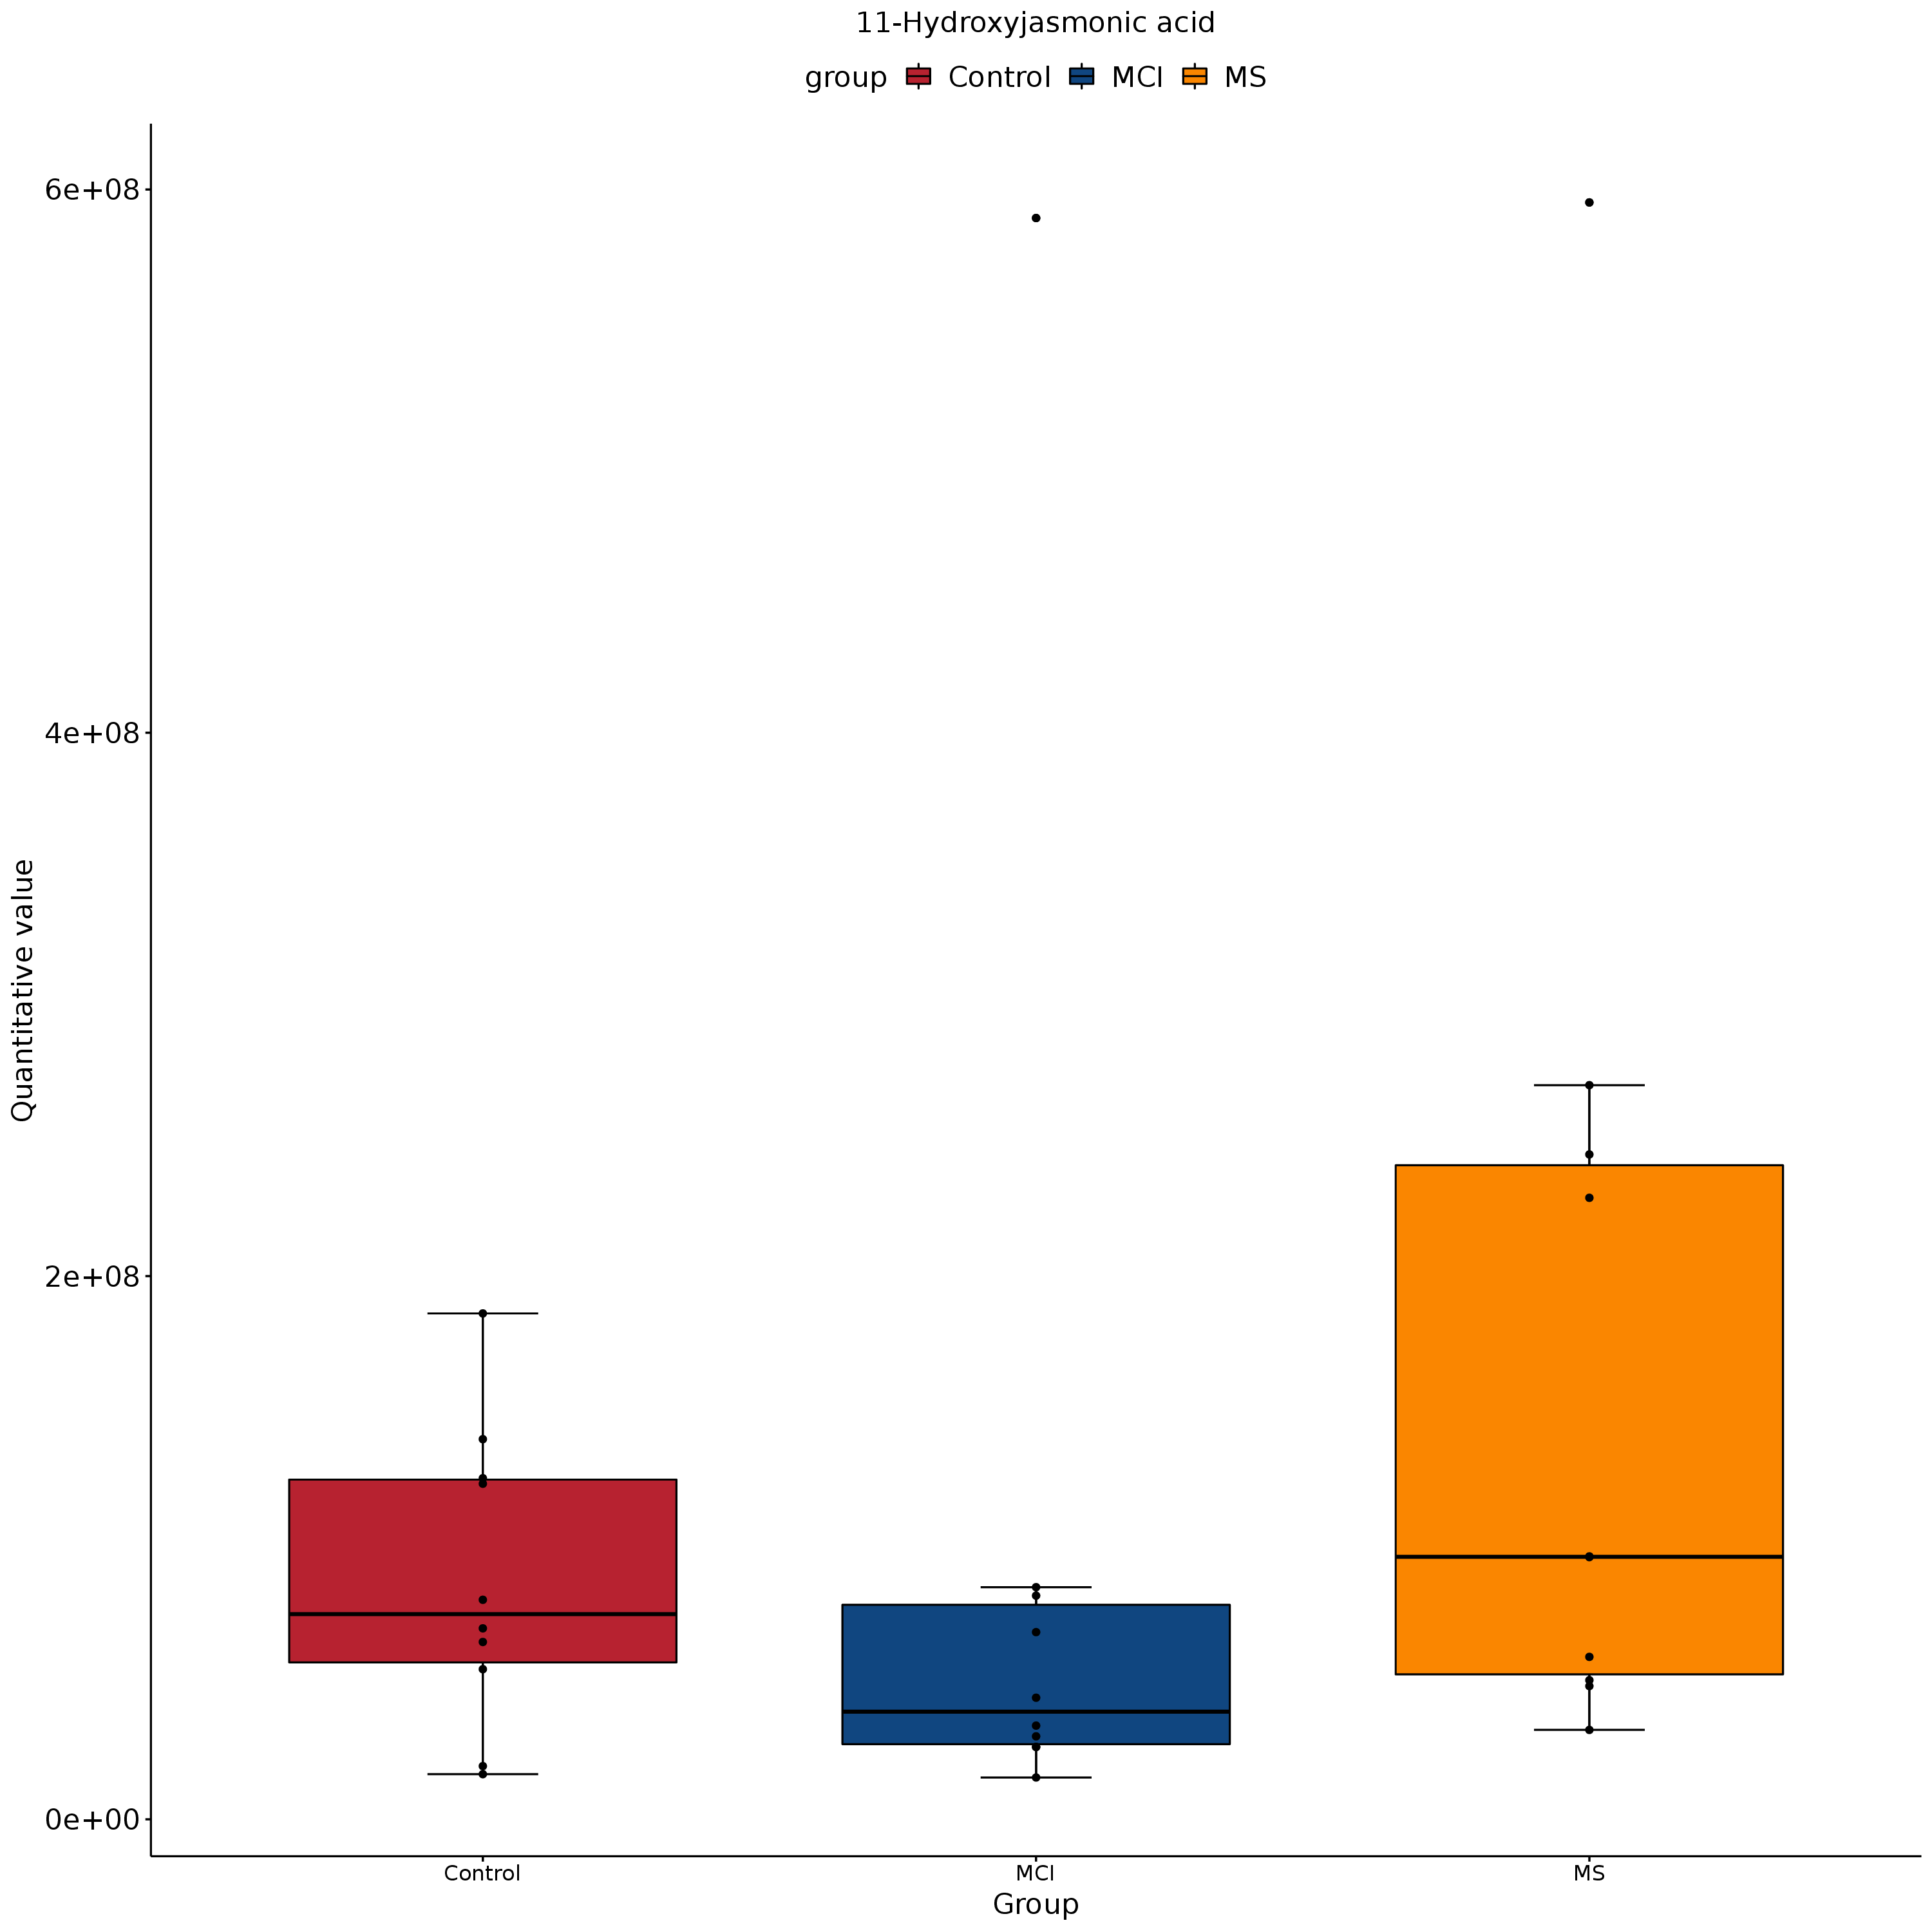 11-Hydroxyjasmonic acid
group Control MCI MS
6e+08
4e+08
2e+08
0e+00
Quantitative value
Control MCI MS
Group